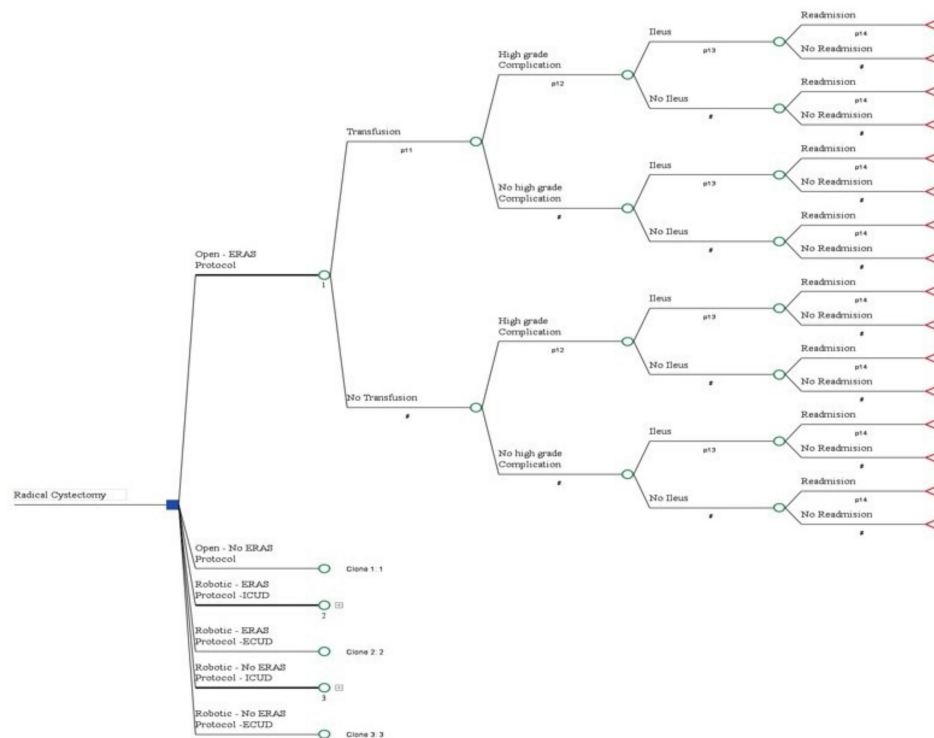 Readmision
p14
No Readmision
#
Ileus
p13
High grade
Complication
p12
Readmision
p14
No Readmision
#
No Ileus
#
Transfusion
p11
Readmision
p14
No Readmision
#
Ileus
p13
No high grade
Complication
#
Readmision
p14
No Readmision
#
No Ileus
#
Open - ERAS
Protocol
1
Readmision
p14
No Readmision
#
Ileus
p13
High grade
Complication
p12
Readmision
p14
No Readmision
#
No Ileus
#
No Transfusion
#
Readmision
p14
No Readmision
#
Ileus
p13
No high grade
Complication
#
Readmision
p14
No Readmision
#
No Ileus
#
Radical Cystectomy
Open - No ERAS
Protocol
Clone 1: 1
Robotic - ERAS
Protocol -ICUD
2
Robotic - ERAS
Protocol -ECUD
Clone 2: 2
Robotic - No ERAS
Protocol - ICUD
3
Robotic - No ERAS
Protocol -ECUD
Clone 3: 3